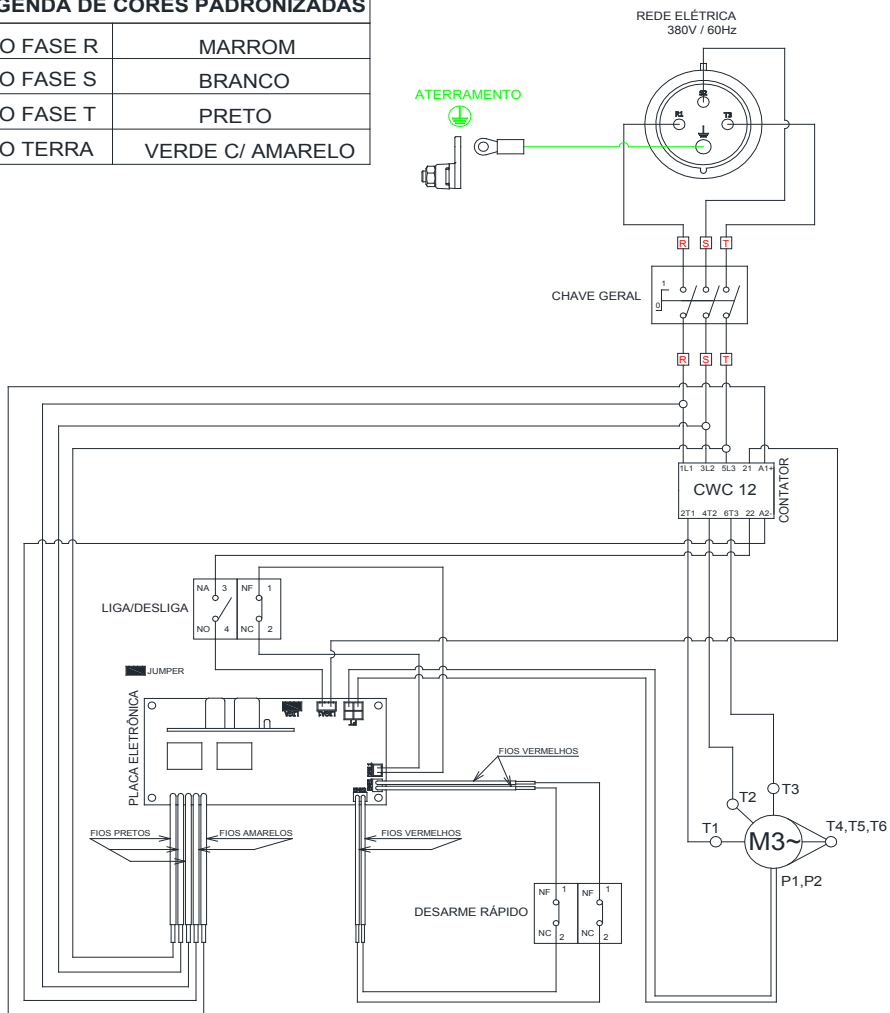 GENDA DE CORES PADRONIZADAS
O FASE R MARROM
O FASE S BRANCO
O FASE T PRETO
O TERRA VERDE C/ AMARELO
REDE ELÉTRICA
380V / 60Hz
ATERRAMENTO
S2
R1 T3
R S T
CHAVE GERAL
1
0
R S T
1L1 3L2 5L3 21 A1+
CWC 12
CONTATOR
2T1 4T2 6T3 22 A2-
LIGA/DESLIGA
NA 3 NF 1
NO 4 NC 2
JUMPER
PLACA ELETRÔNICA
PT
FIOS VERMELHOS
FIOS PRETOS
FIOS AMARELOS
FIOS VERMELHOS
T2 T3
T1
M3~
T4,T5,T6
P1,P2
DESARME RÁPIDO
NF 1 NF 1
NC 2 NC 2